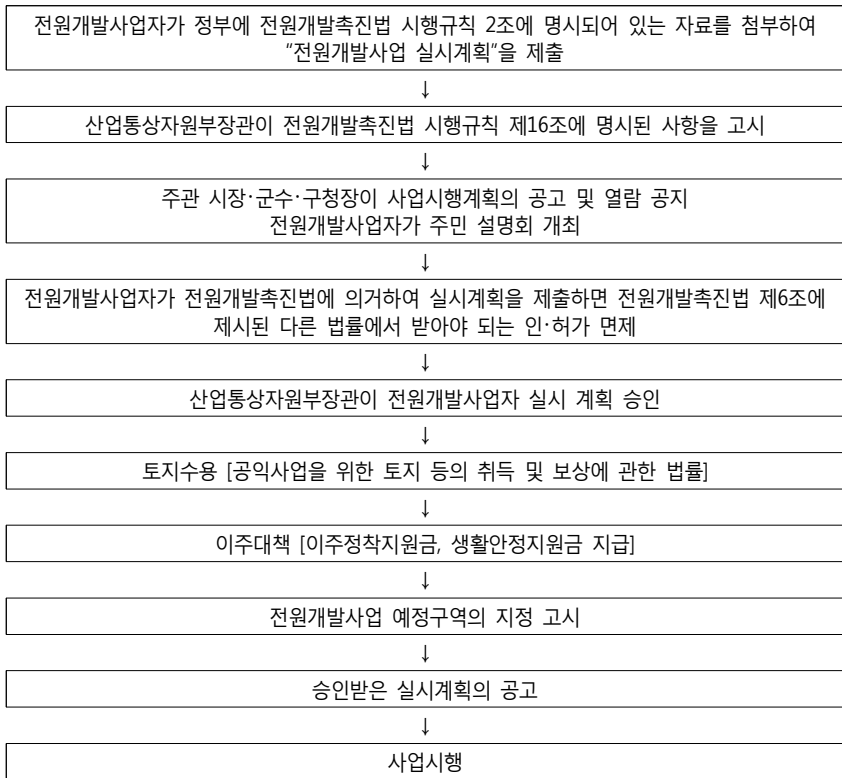 전원개발사업자가 정부에 전원개발촉진법 시행규칙 2조에 명시되어 있는 자료를 첨부하여
“전원개발사업 실시계획”을 제출
↓
산업통상자원부장관이 전원개발촉진법 시행규칙 제16조에 명시된 사항을 고시
↓
주관 시장·군수·구청장이 사업시행계획의 공고 및 열람 공지
전원개발사업자가 주민 설명회 개최
↓
전원개발사업자가 전원개발촉진법에 의거하여 실시계획을 제출하면 전원개발촉진법 제6조에
제시된 다른 법률에서 받아야 되는 인·허가 면제
↓
산업통상자원부장관이 전원개발사업자 실시 계획 승인
↓
토지수용 [공익사업을 위한 토지 등의 취득 및 보상에 관한 법률]
↓
이주대책 [이주정착지원금, 생활안정지원금 지급]
↓
전원개발사업 예정구역의 지정 고시
↓
승인받은 실시계획의 공고
↓
사업시행